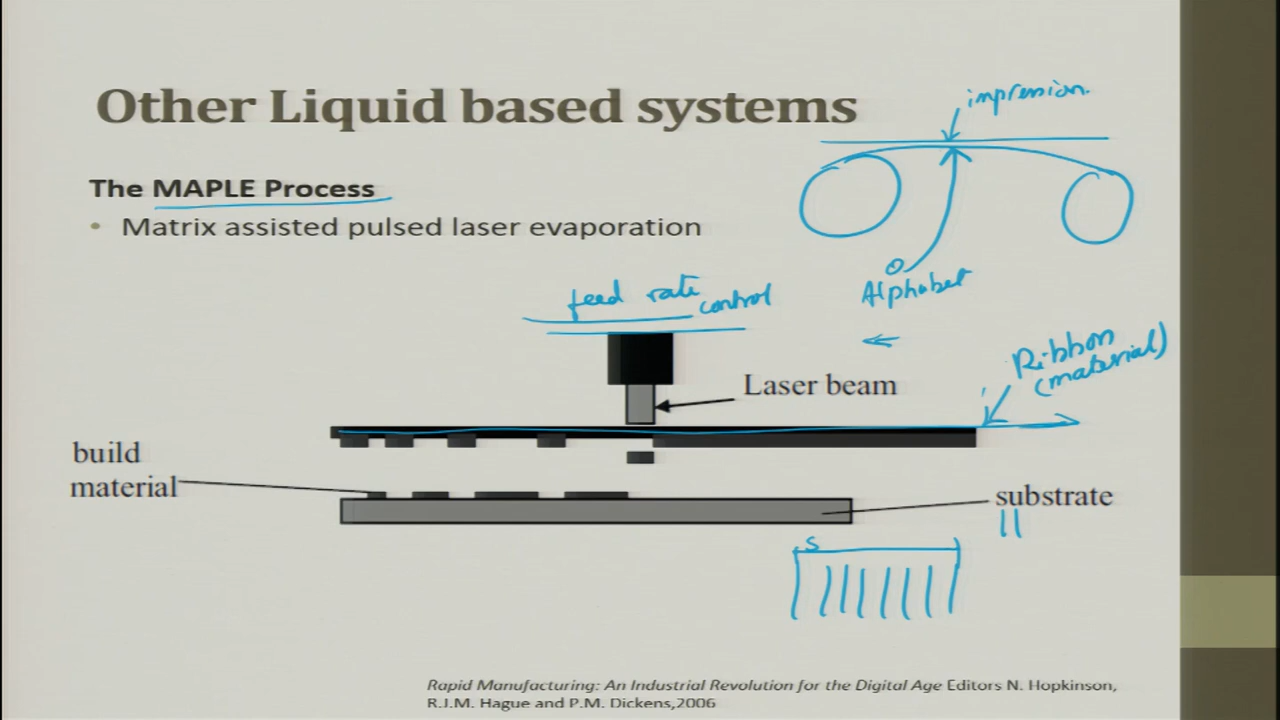 Other Liquid based systems
impression.
The MAPLE Process
• Matrix assisted pulsed laser evaporation
Alphabet
feed rate control
Ribbon
(material)
Laser beam
build
material
substrate
s
Rapid Manufacturing: An Industrial Revolution for the Digital Age Editors N. Hopkinson,
R.J.M. Hague and P.M. Dickens,2006